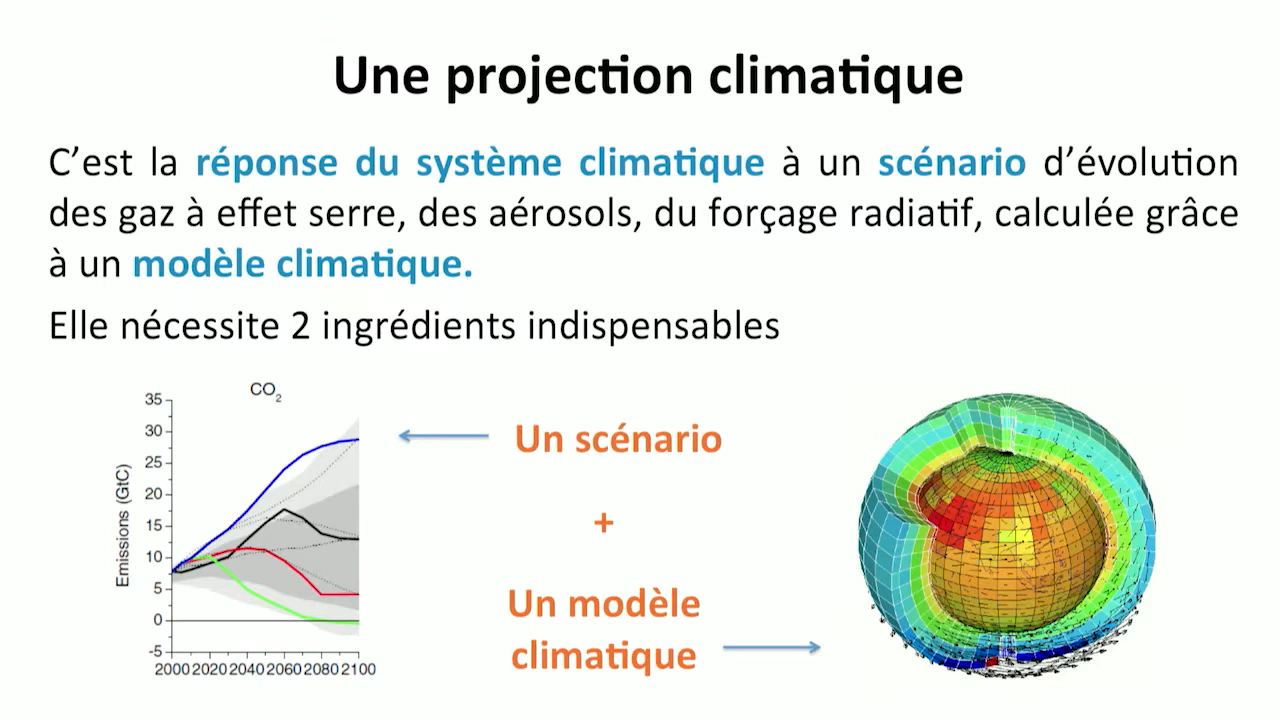 Une projection climatique
C’est la réponse du système climatique à un scénario d’évolution
des gaz à effet serre, des aérosols, du forçage radiatif, calculée grâce
à un modèle climatique.
Elle nécessite 2 ingrédients indispensables
CO2
35
30
25
20
15
10
5
0
-5
Emissions (GtC)
2000 2020 2040 2060 2080 2100
Un scénario
+
Un modèle
climatique